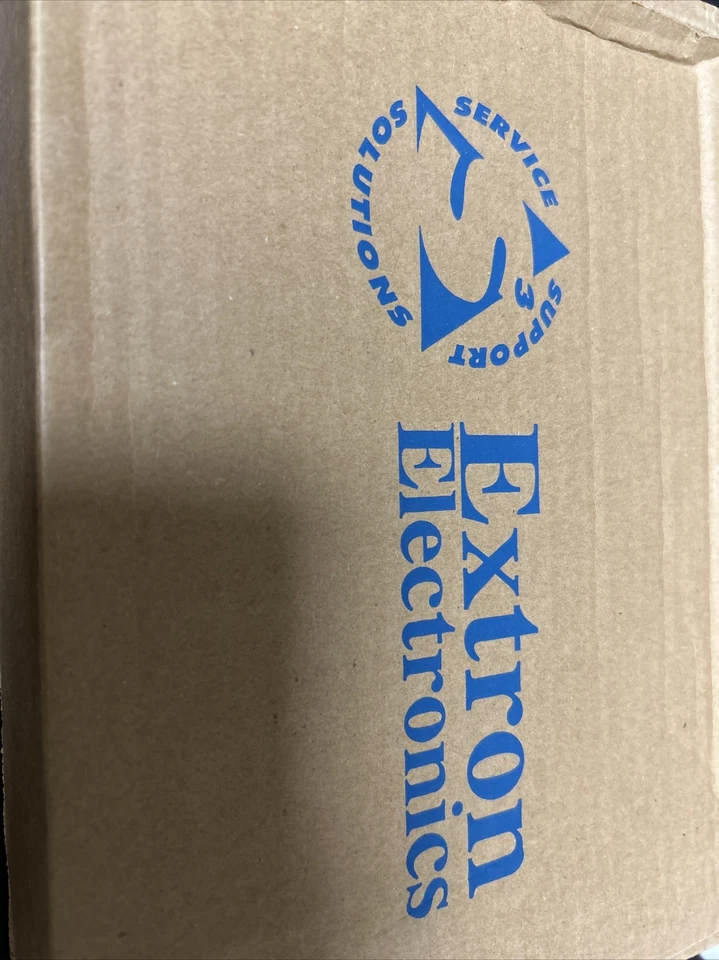 SERVICE
SUPPORT
SOLUTIONS
3
Extron
Electronics